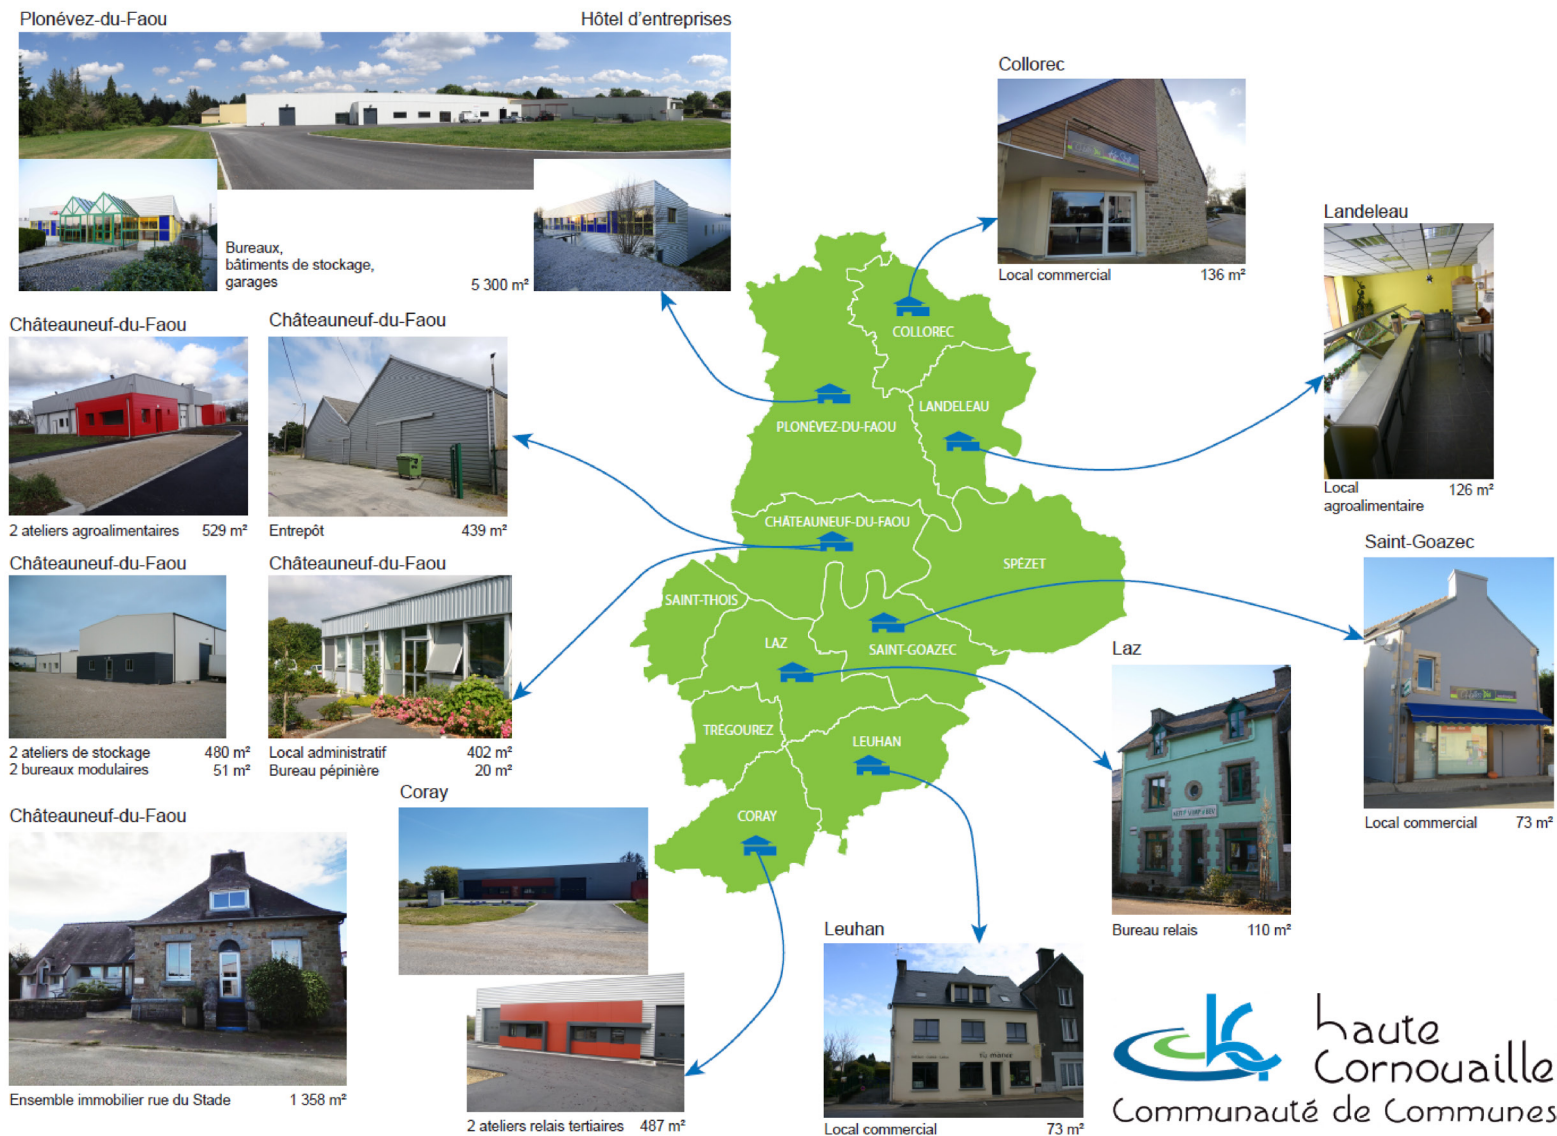 Plonévez-du-Faou
Hôtel d'entreprises
Bureaux,
bâtiments de stockage,
garages
5 300 m²
Collorec
Local commercial 136 m²
Landeleau
Local
agroalimentaire
126 m²
Châteauneuf-du-Faou
2 ateliers agroalimentaires 529 m²
Châteauneuf-du-Faou
Entrepôt 439 m²
Châteauneuf-du-Faou
2 ateliers de stockage 480 m²
2 bureaux modulaires 51 m²
Châteauneuf-du-Faou
Local administratif 402 m²
Bureau pépinière 20 m²
Châteauneuf-du-Faou
Ensemble immobilier rue du Stade 1 358 m²
Coray
2 ateliers relais tertiaires 487 m²
COLLOREC
LANDELEAU
PLONÉVEZ-DU-FAOU
CHÂTEAUNEUF-DU-FAOU
SPÉZET
SAINT-THOIS
LAZ
SAINT-GOAZEC
TRÉGOUREZ
LEUHAN
CORAY
Saint-Goazec
Local commercial 73 m²
Laz
Bureau relais 110 m²
Leuhan
Local commercial 73 m²
haute
Cornouaille
Communauté de Communes